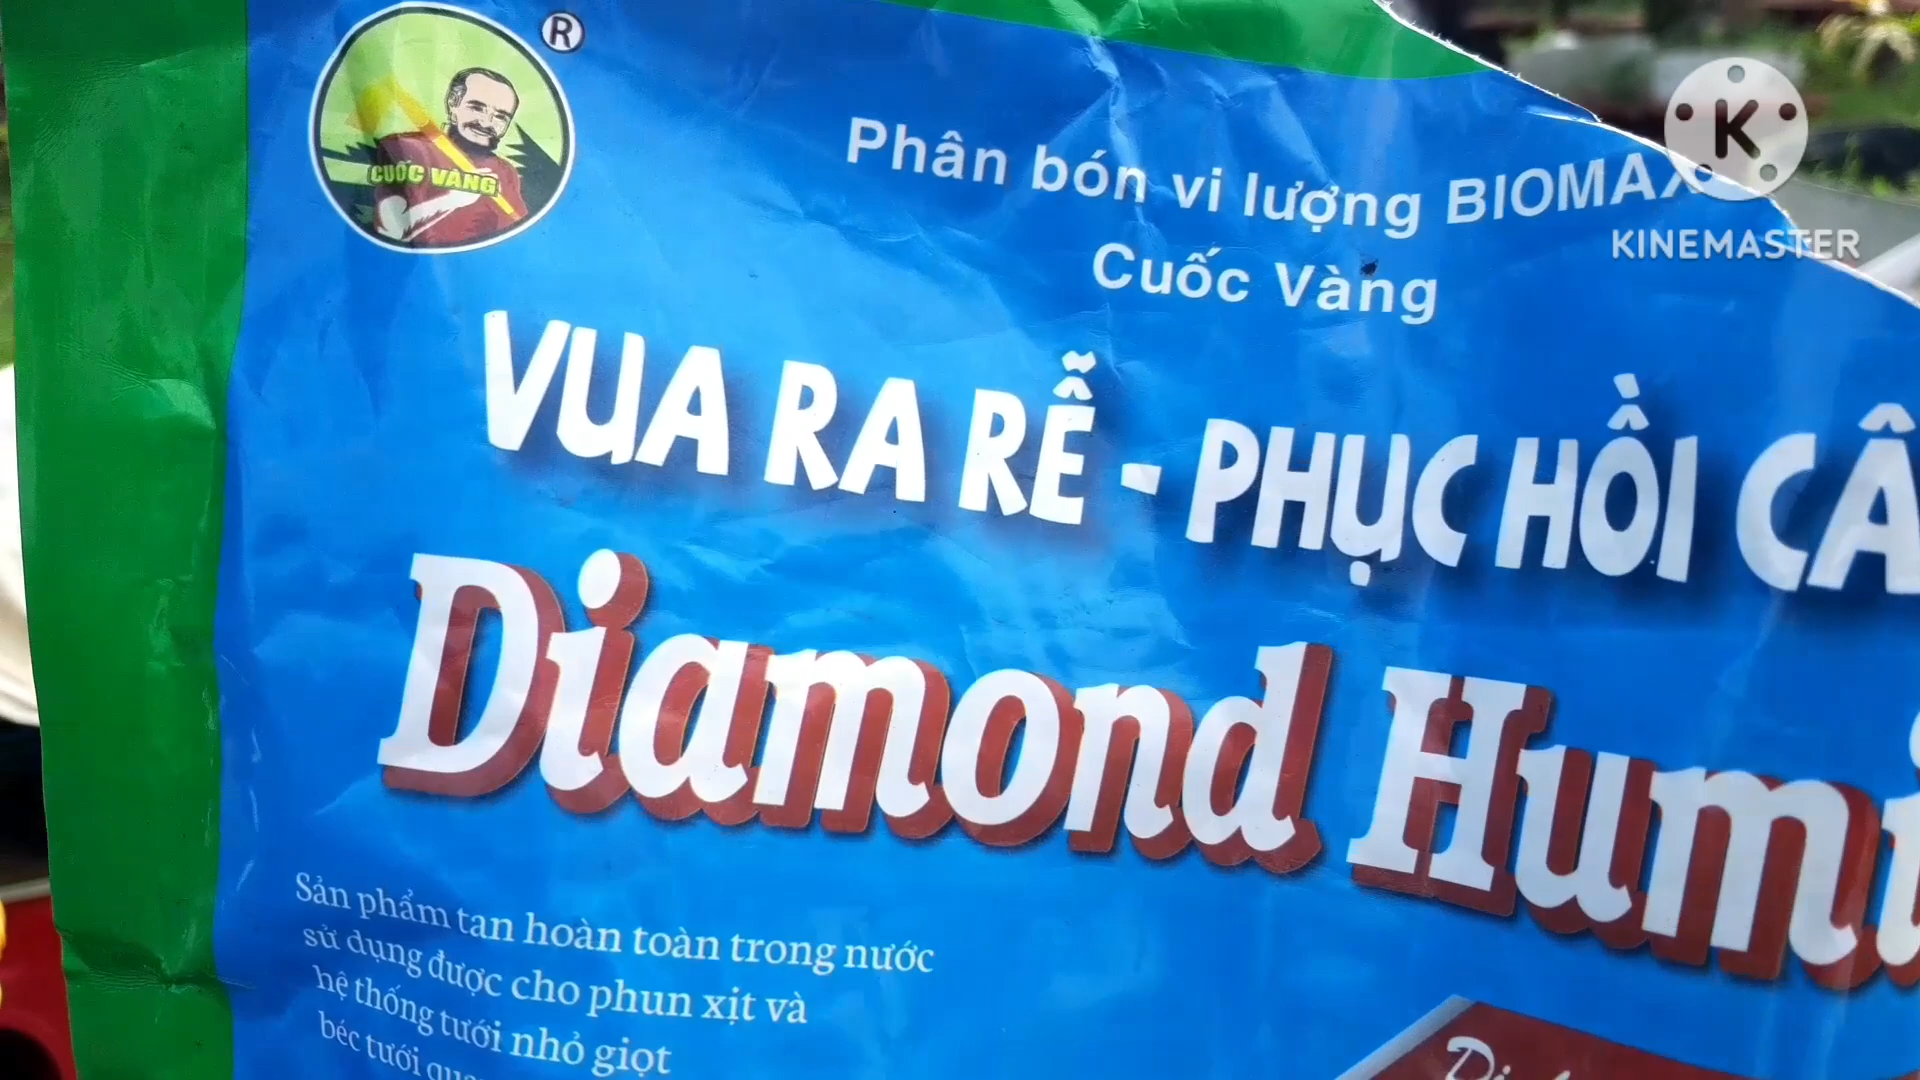 CUỐC VÀNG
®
Phân bón vi lượng BIOMAX
Cuốc Vàng
VUA RA RỄ - PHỤC HỒI CÂ
Diamond Humi
Sản phẩm tan hoàn toàn trong nước
sử dụng được cho phun xịt và
hệ thống tưới nhỏ giọt
béc tưới
K
KINEMASTER